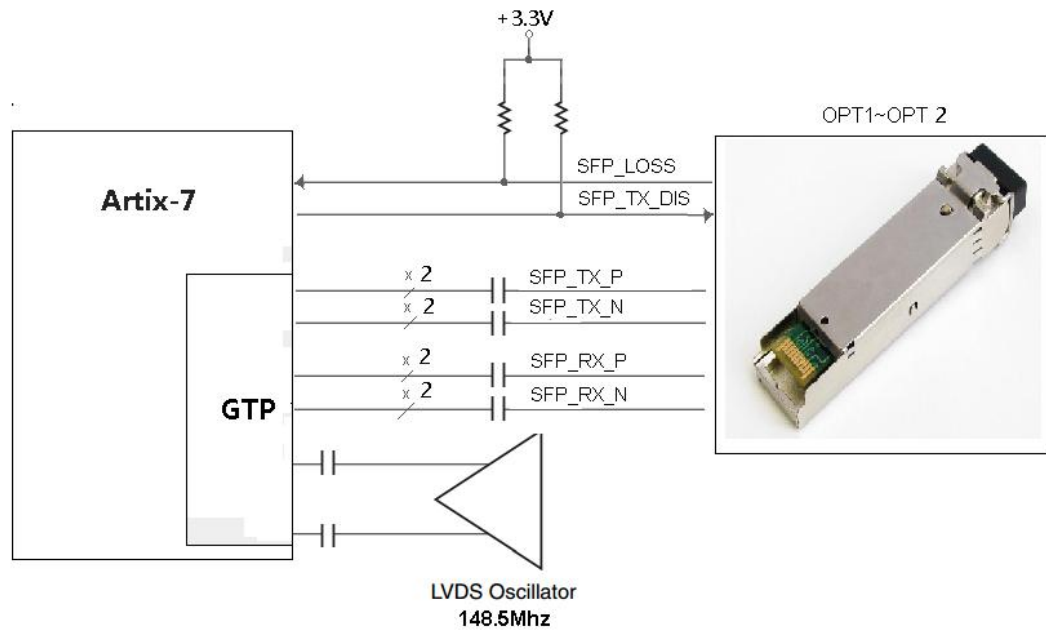 +3.3V
OPT1~OPT 2
SFP_LOSS
Artix-7
SFP_TX_DIS
x 2
SFP_TX_P
x 2
SFP_TX_N
x 2
SFP_RX_P
x 2
SFP_RX_N
GTP
LVDS Oscillator
148.5Mhz